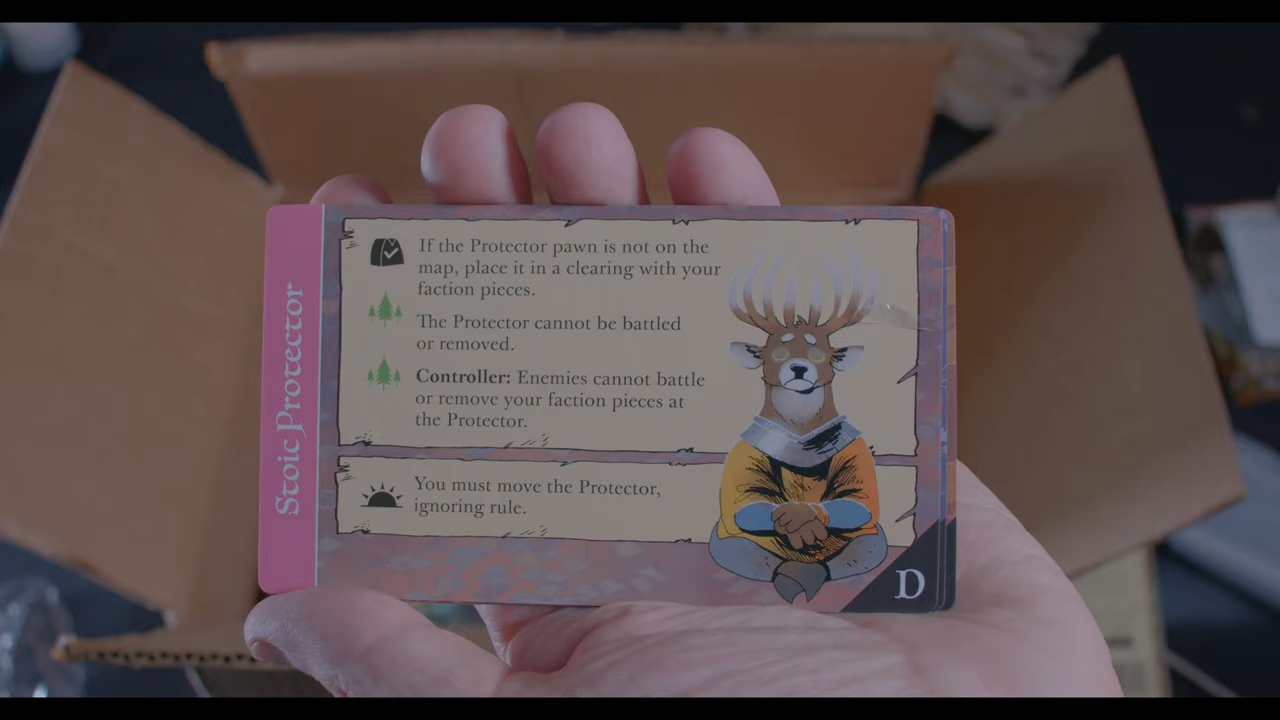 Stoic Protector
If the Protector pawn is not on the
map, place it in a clearing with your
faction pieces.
The Protector cannot be battled
or removed.
Controller: Enemies cannot battle
or remove your faction pieces at
the Protector.
You must move the Protector,
ignoring rule.
D